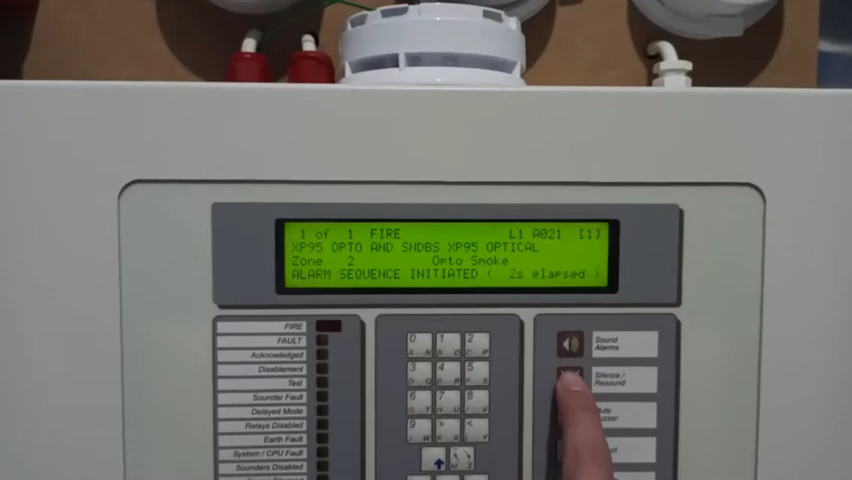 1 of 1 FIRE L1 A021 [1]
XP95 OPTO AND SNDBS XP95 OPTICAL
Zone 2 Opto Smoke
ALARM SEQUENCE INITIATED ( 2s elapsed )
FIRE
FAULT
Acknowledged
Disablement
Test
Sounder Fault
Delayed Mode
Relays Disabled
Earth Fault
System / CPU Fault
Sounders Disabled
0 1 2
A N B O C P
3 4 5
D Q E R F S
6 7 8
G T H U I V
9 > <
J W K X L Y
M Z
Sound
Alarms
Silence /
Resound